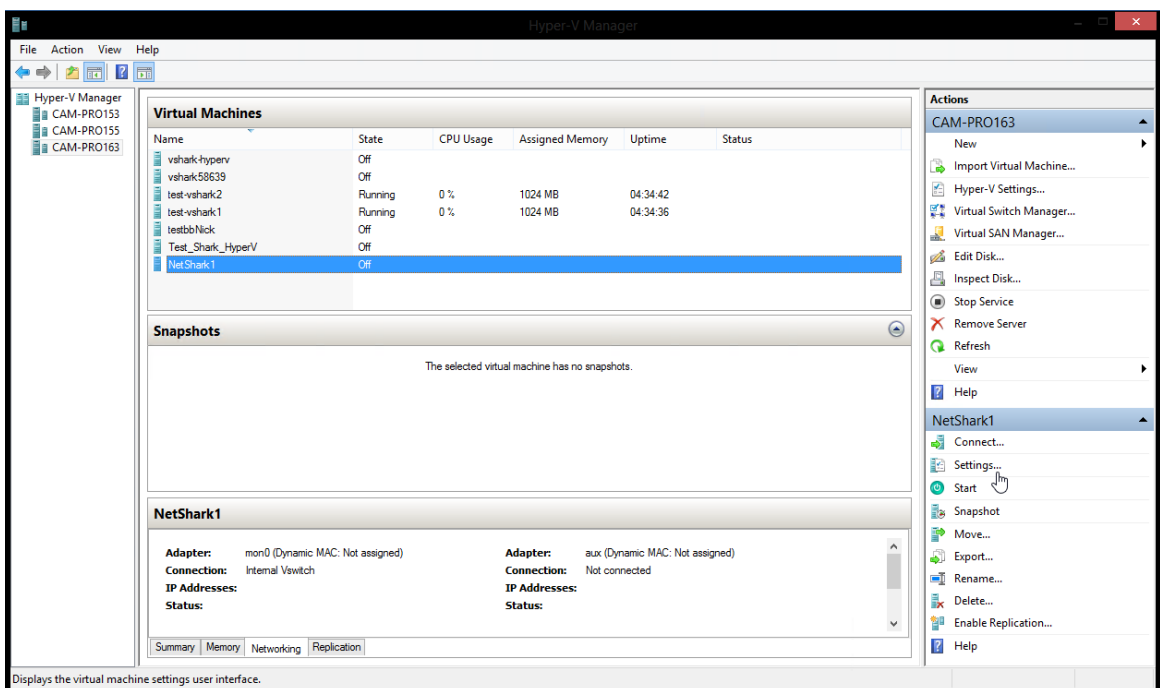 Hyper-V Manager
File Action View Help
Hyper-V Manager
CAM-PRO153
CAM-PRO155
CAM-PRO163
Virtual Machines
Name State CPU Usage Assigned Memory Uptime Status
vshark-hyperv Off
vshark58639 Off
test-vshark2 Running 0 % 1024 MB 04:34:42
test-vshark1 Running 0 % 1024 MB 04:34:36
testbbNick Off
Test_Shark_HyperV Off
NetShark1 Off
Snapshots
The selected virtual machine has no snapshots.
NetShark1
Adapter: mon0 (Dynamic MAC: Not assigned) Adapter: aux (Dynamic MAC: Not assigned)
Connection: Internal Vswitch Connection: Not connected
IP Addresses: IP Addresses:
Status: Status:
Summary Memory Networking Replication
Actions
CAM-PRO163
New
Import Virtual Machine...
Hyper-V Settings...
Virtual Switch Manager...
Virtual SAN Manager...
Edit Disk...
Inspect Disk...
Stop Service
Remove Server
Refresh
View
Help
NetShark1
Connect...
Settings...
Start
Snapshot
Move...
Export...
Rename...
Delete...
Enable Replication...
Help
Displays the virtual machine settings user interface.